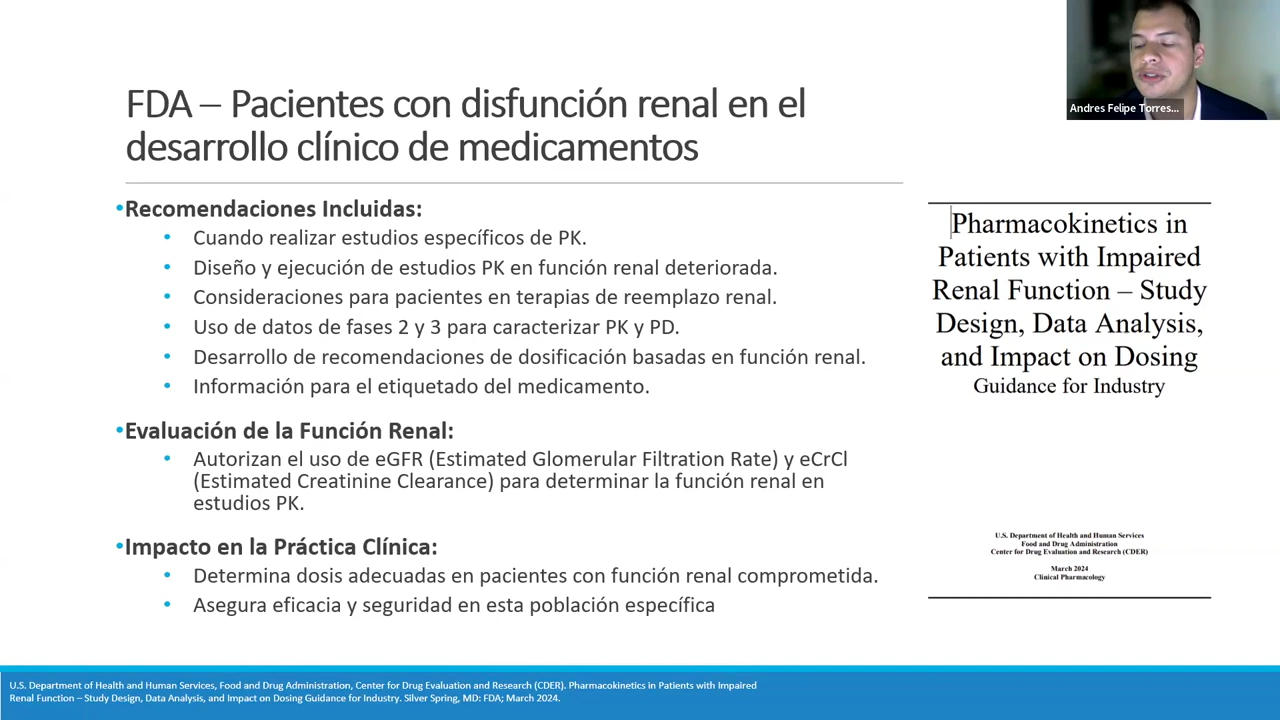 FDA – Pacientes con disfunción renal en el
desarrollo clínico de medicamentos
•Recomendaciones Incluidas:
• Cuando realizar estudios específicos de PK.
• Diseño y ejecución de estudios PK en función renal deteriorada.
• Consideraciones para pacientes en terapias de reemplazo renal.
• Uso de datos de fases 2 y 3 para caracterizar PK y PD.
• Desarrollo de recomendaciones de dosificación basadas en función renal.
• Información para el etiquetado del medicamento.
•Evaluación de la Función Renal:
• Autorizan el uso de eGFR (Estimated Glomerular Filtration Rate) y eCrCl
(Estimated Creatinine Clearance) para determinar la función renal en
estudios PK.
•Impacto en la Práctica Clínica:
• Determina dosis adecuadas en pacientes con función renal comprometida.
• Asegura eficacia y seguridad en esta población específica
Andres Felipe Torres...
Pharmacokinetics in
Patients with Impaired
Renal Function – Study
Design, Data Analysis,
and Impact on Dosing
Guidance for Industry
U.S. Department of Health and Human Services
Food and Drug Administration
Center for Drug Evaluation and Research (CDER)
March 2024
Clinical Pharmacology
U.S. Department of Health and Human Services, Food and Drug Administration, Center for Drug Evaluation and Research (CDER). Pharmacokinetics in Patients with Impaired
Renal Function – Study Design, Data Analysis, and Impact on Dosing Guidance for Industry. Silver Spring, MD: FDA; March 2024.